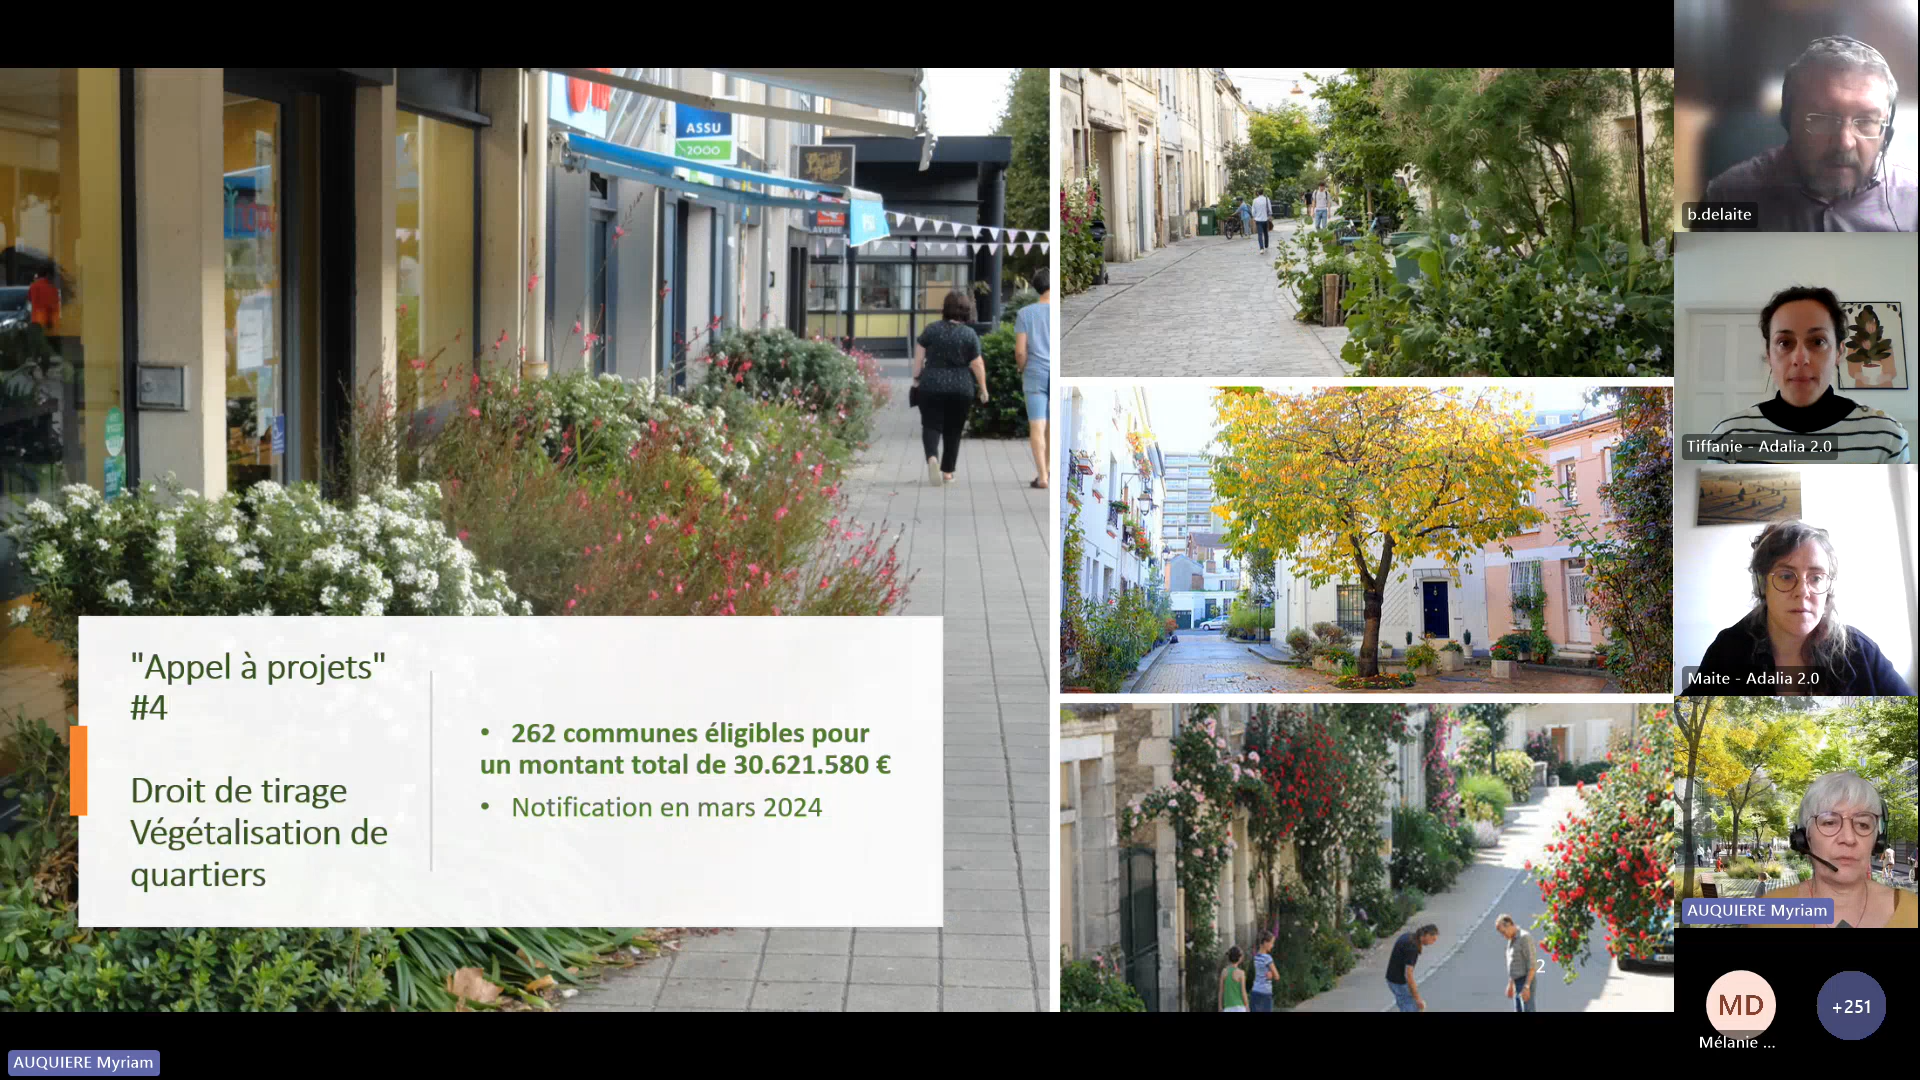 ASSU
2000
LAVERIE
"Appel à projets"
#4
Droit de tirage
Végétalisation de
quartiers
• 262 communes éligibles pour
un montant total de 30.621.580 €
• Notification en mars 2024
2
b.delaite
Tiffanie - Adalia 2.0
Maite - Adalia 2.0
AUQUIERE Myriam
MD
+251
Mélanie ...
AUQUIERE Myriam